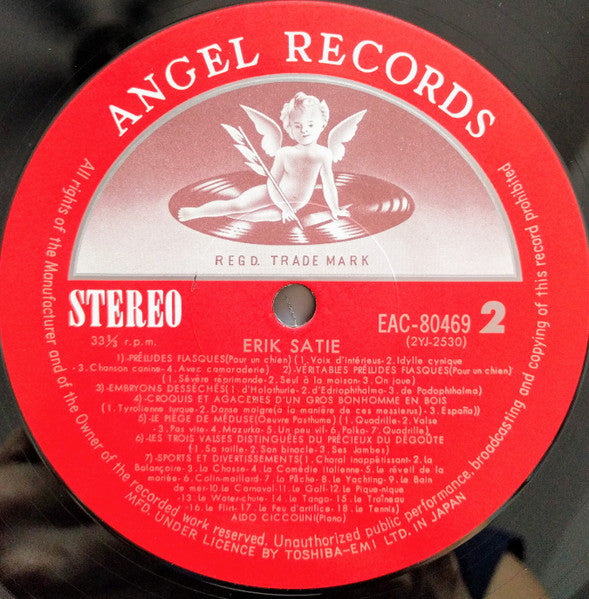 ANGEL RECORDS
REGD. TRADE MARK
STEREO
33⅓ r.p.m.
EAC-80469 2
(2YJ-2530)
ERIK SATIE
1)-PRÉLUDES FLASQUES(Pour un chien) (1. Voix d'intérieus-2. Idylle cynique
-3. Chanson canine-4. Avec camaraderie) 2)-VÉRITABLES PRÉLUDES FLASQUES(Pour un chien)
(1. Sévère réprimande-2. Seul à la maison-3. On joue)
3)-EMBRYONS DESSÉCHÉS(1. d'Holothurie-2. d'Edriophthalma-3. de Podophthalma)
4)-CROQUIS ET AGACERIES D'UN GROS BONHOMME EN BOIS
(1. Tyrolienne turque-2. Danse maigre(à la manière de ces messierus)-3. Españo))
5)-LE PIÈGE DE MÉDUSE(Oeuvre Posthume) (1. Quadrille-2. Valse
-3. Pas vite-4. Mazurka-5. Un peu vif-6. Polka-7. Quadrille)
6)-LES TROIS VALSES DISTINGUÉES DU PRÉCIEUX DU DÉGOÛTÉ
(1. Sa taille-2. Son binocle-3. Ses Jambes)
7)-SPORTS ET DIVERTISSEMENTS(1. Choral inappétissant-2. La
Balançoire-3. La Chasse-4. La Comédie Italienne-5. Le réveil de la
mariée-6. Colin-maillard-7. La Pêche-8. Le Yachting-9. Le Bain
de mer-10. Le Carnaval-11. Le Golf-12. Le Pique-nique
-13. Le Water-chute-14. Le Tango-15. Le Traîneau
-16. Le Flirt-17. Le Feu d'artifice-18. Le Tennis)
ALDO CICCOLINI(Piano)
All rights of the Manufacturer and of the Owner of the recorded work reserved. Unauthorized public performance, broadcasting and copying of this record prohibited
MFD. UNDER LICENCE BY TOSHIBA-EMI LTD. IN JAPAN